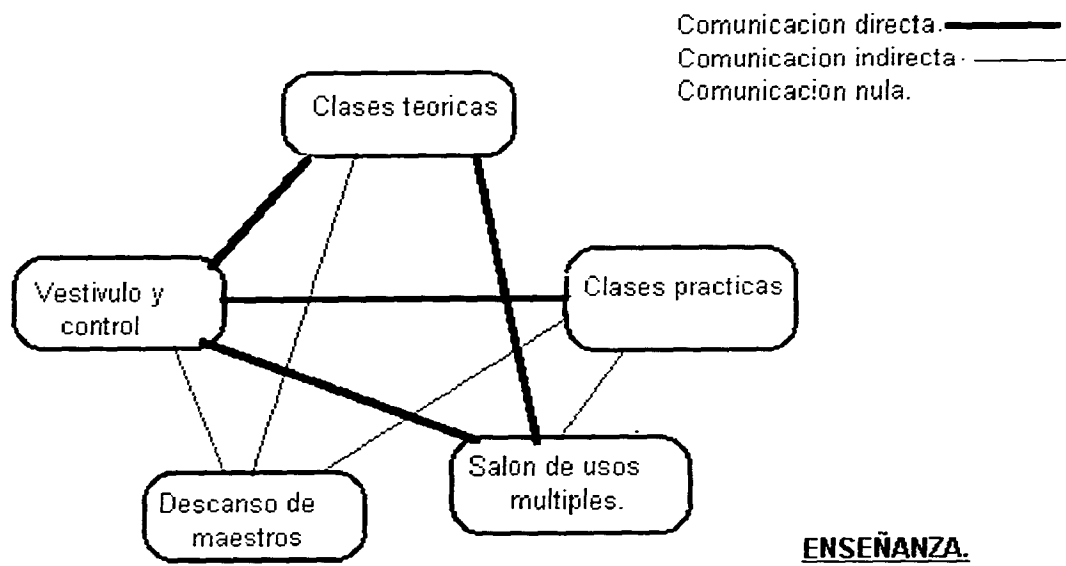 Comunicacion directa.
Comunicacion indirecta.
Comunicacion nula.
Clases teoricas
Vestivulo y
control
Clases practicas
Salon de usos
multiples.
Descanso de
maestros
ENSEÑANZA.